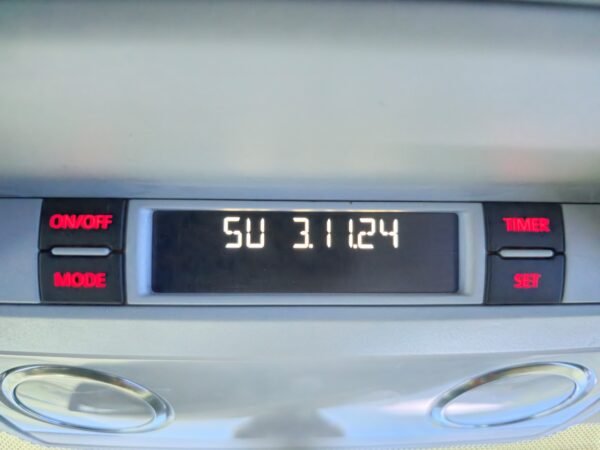 ON/OFF
MODE
SU 3.11.24
TIMER
SET